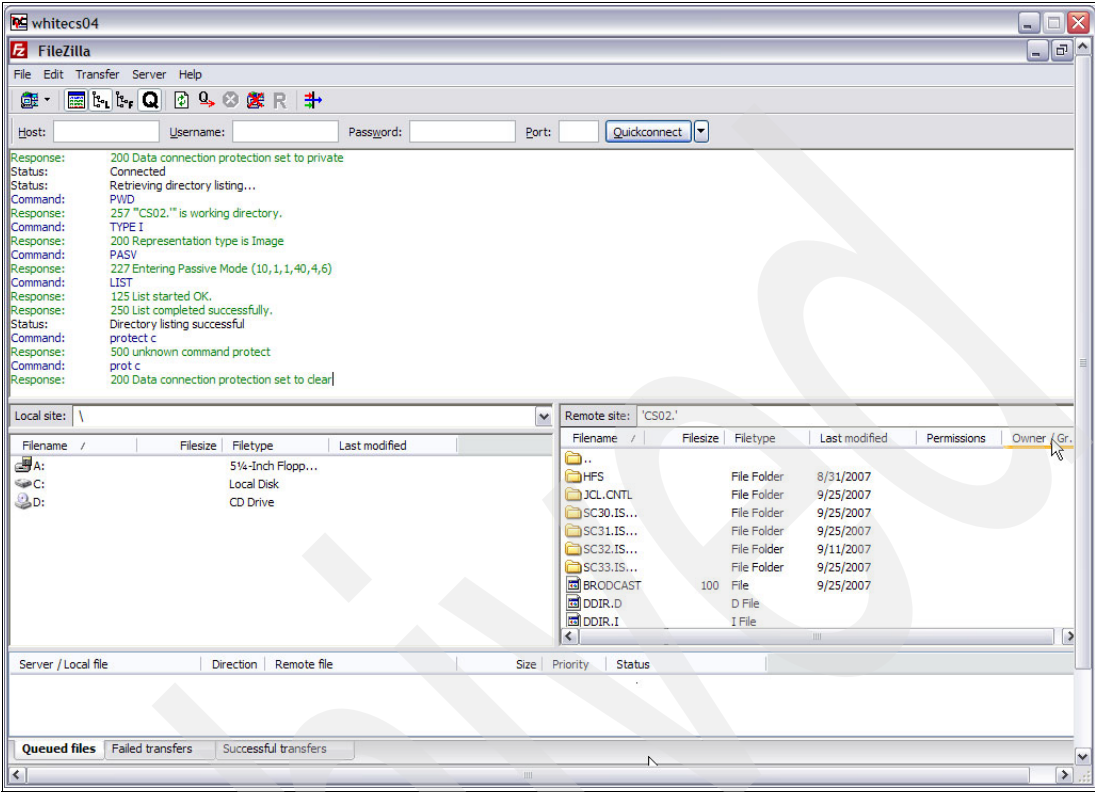 whitecs04
FileZilla
File Edit Transfer Server Help
Host: Username: Password: Port: Quickconnect
Response: 200 Data connection protection set to private
Status: Connected
Status: Retrieving directory listing...
Command: PWD
Response: 257 "'CS02.'" is working directory.
Command: TYPE I
Response: 200 Representation type is Image
Command: PASV
Response: 227 Entering Passive Mode (10,1,1,40,4,6)
Command: LIST
Response: 125 List started OK.
Response: 250 List completed successfully.
Status: Directory listing successful
Command: protect c
Response: 500 unknown command protect
Command: prot c
Response: 200 Data connection protection set to clear
Local site: \
Filename / Filesize Filetype Last modified
A: 5¼-Inch Flopp...
C: Local Disk
D: CD Drive
Remote site: 'CS02.'
Filename / Filesize Filetype Last modified Permissions Owner / Gr.
..
HFS File Folder 8/31/2007
JCL.CNTL File Folder 9/25/2007
SC30.IS... File Folder 9/25/2007
SC31.IS... File Folder 9/25/2007
SC32.IS... File Folder 9/11/2007
SC33.IS... File Folder 9/25/2007
BRODCAST 100 File 9/25/2007
DDIR.D D File
DDIR.I I File
Server / Local file Direction Remote file Size Priority Status
Queued files Failed transfers Successful transfers